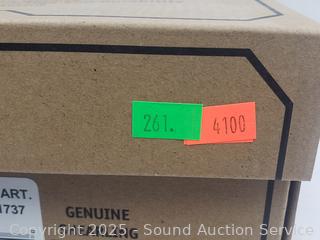 261.
4100
ART.
1737
GENUINE
Copyright 2025 - Sound Auction Service